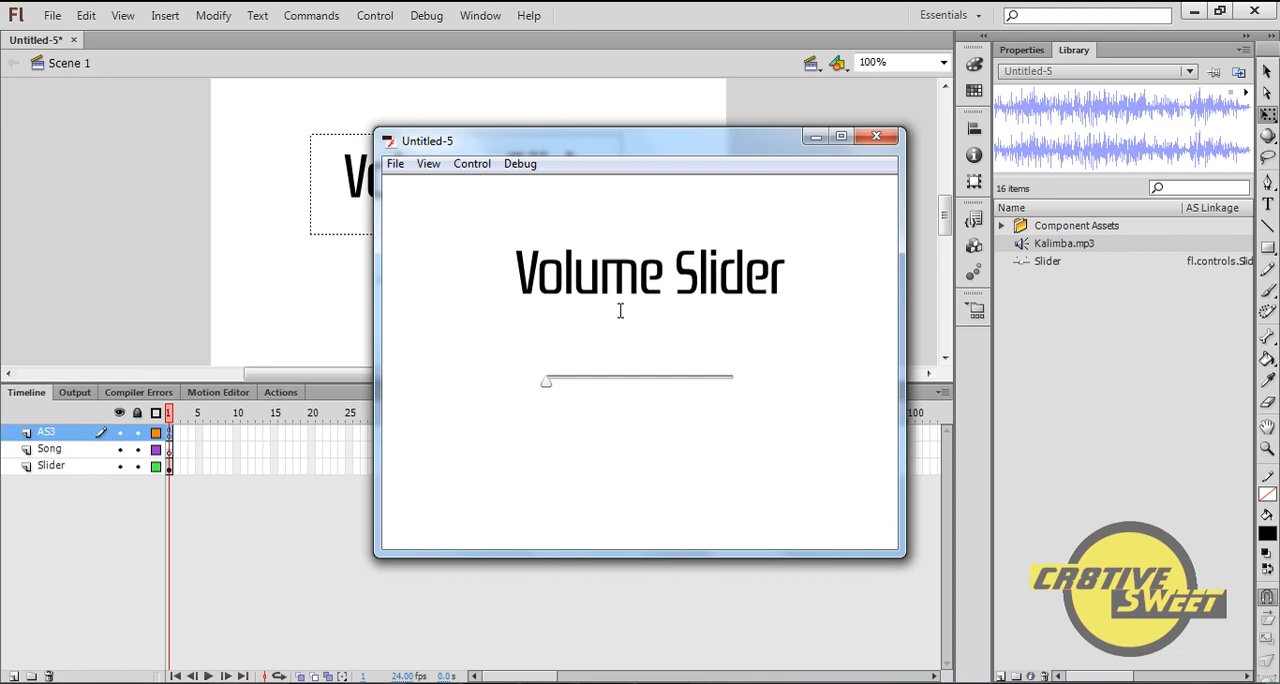 Fl File Edit View Insert Modify Text Commands Control Debug Window Help Essentials
Untitled-5* ×
Scene 1 100%
Properties Library
Untitled-5
16 items
Name AS Linkage
Component Assets
Kalimba.mp3
Slider fl.controls.Slid
Untitled-5
File View Control Debug
Volume Slider
Timeline Output Compiler Errors Motion Editor Actions
1 5 10 15 20 25 100
AS3
Song
Slider
1 24.00 fps 0.0 s
CR8TIVE
SWEET